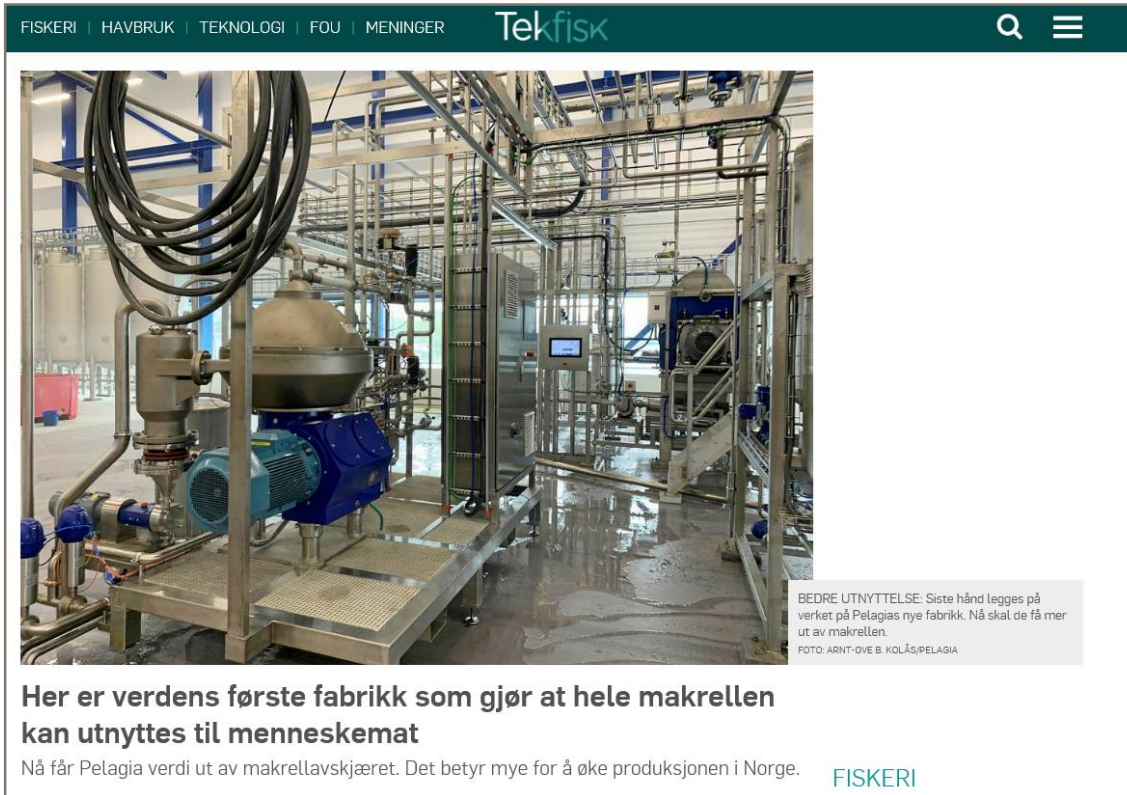 FISKERI | HAVBRUK | TEKNOLOGI | FOU | MENINGER
Tekfisk
BEDRE UTNYTTELSE: Siste hånd legges på
verket på Pelagias nye fabrikk. Nå skal de få mer
ut av makrellen.
FOTO: ARNT-OVE B. KOLÅS/PELAGIA
Her er verdens første fabrikk som gjør at hele makrellen
kan utnyttes til menneskemat
Nå får Pelagia verdi ut av makrellavskjæret. Det betyr mye for å øke produksjonen i Norge.
FISKERI